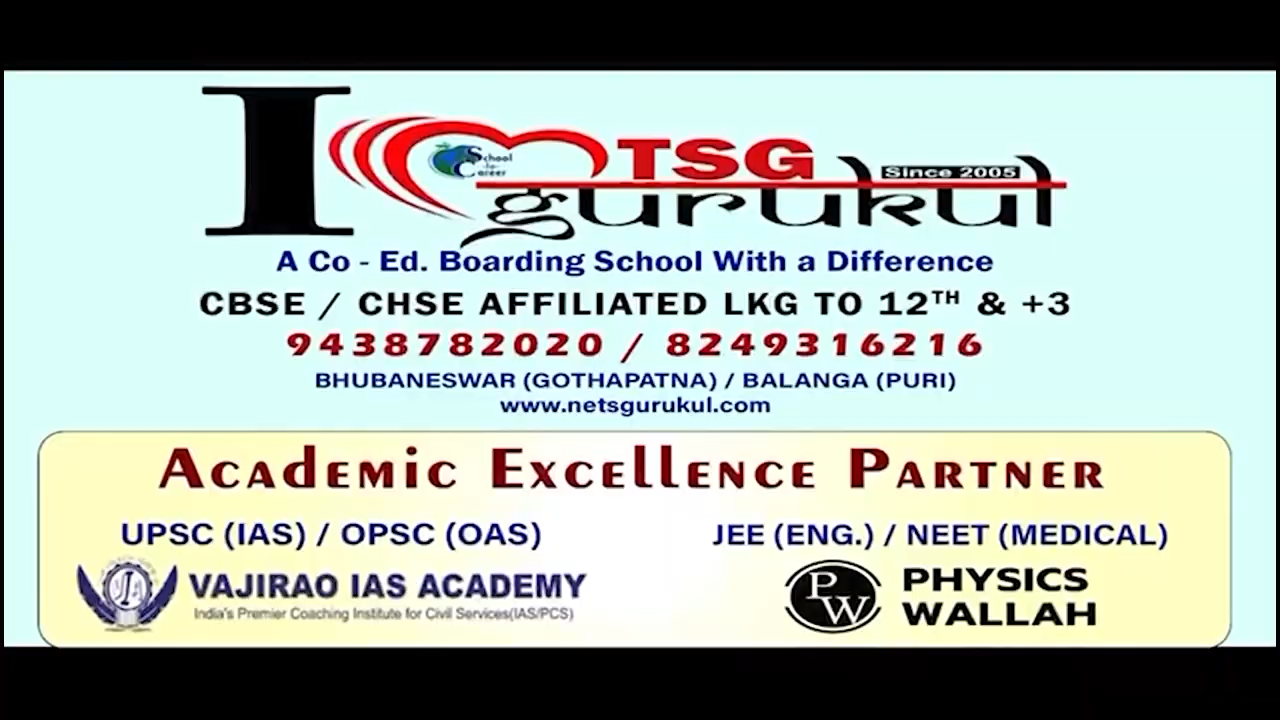 I TSG
School
to
Career
gurukul Since 2005
A Co - Ed. Boarding School With a Difference
CBSE / CHSE AFFILIATED LKG TO 12TH & +3
9438782020 / 8249316216
BHUBANESWAR (GOTHAPATNA) / BALANGA (PURI)
www.netsgurukul.com
Academic Excellence Partner
UPSC (IAS) / OPSC (OAS)
VAJIRAO IAS ACADEMY
India's Premier Coaching Institute for Civil Services(IAS/PCS)
JEE (ENG.) / NEET (MEDICAL)
PW
PHYSICS
WALLAH